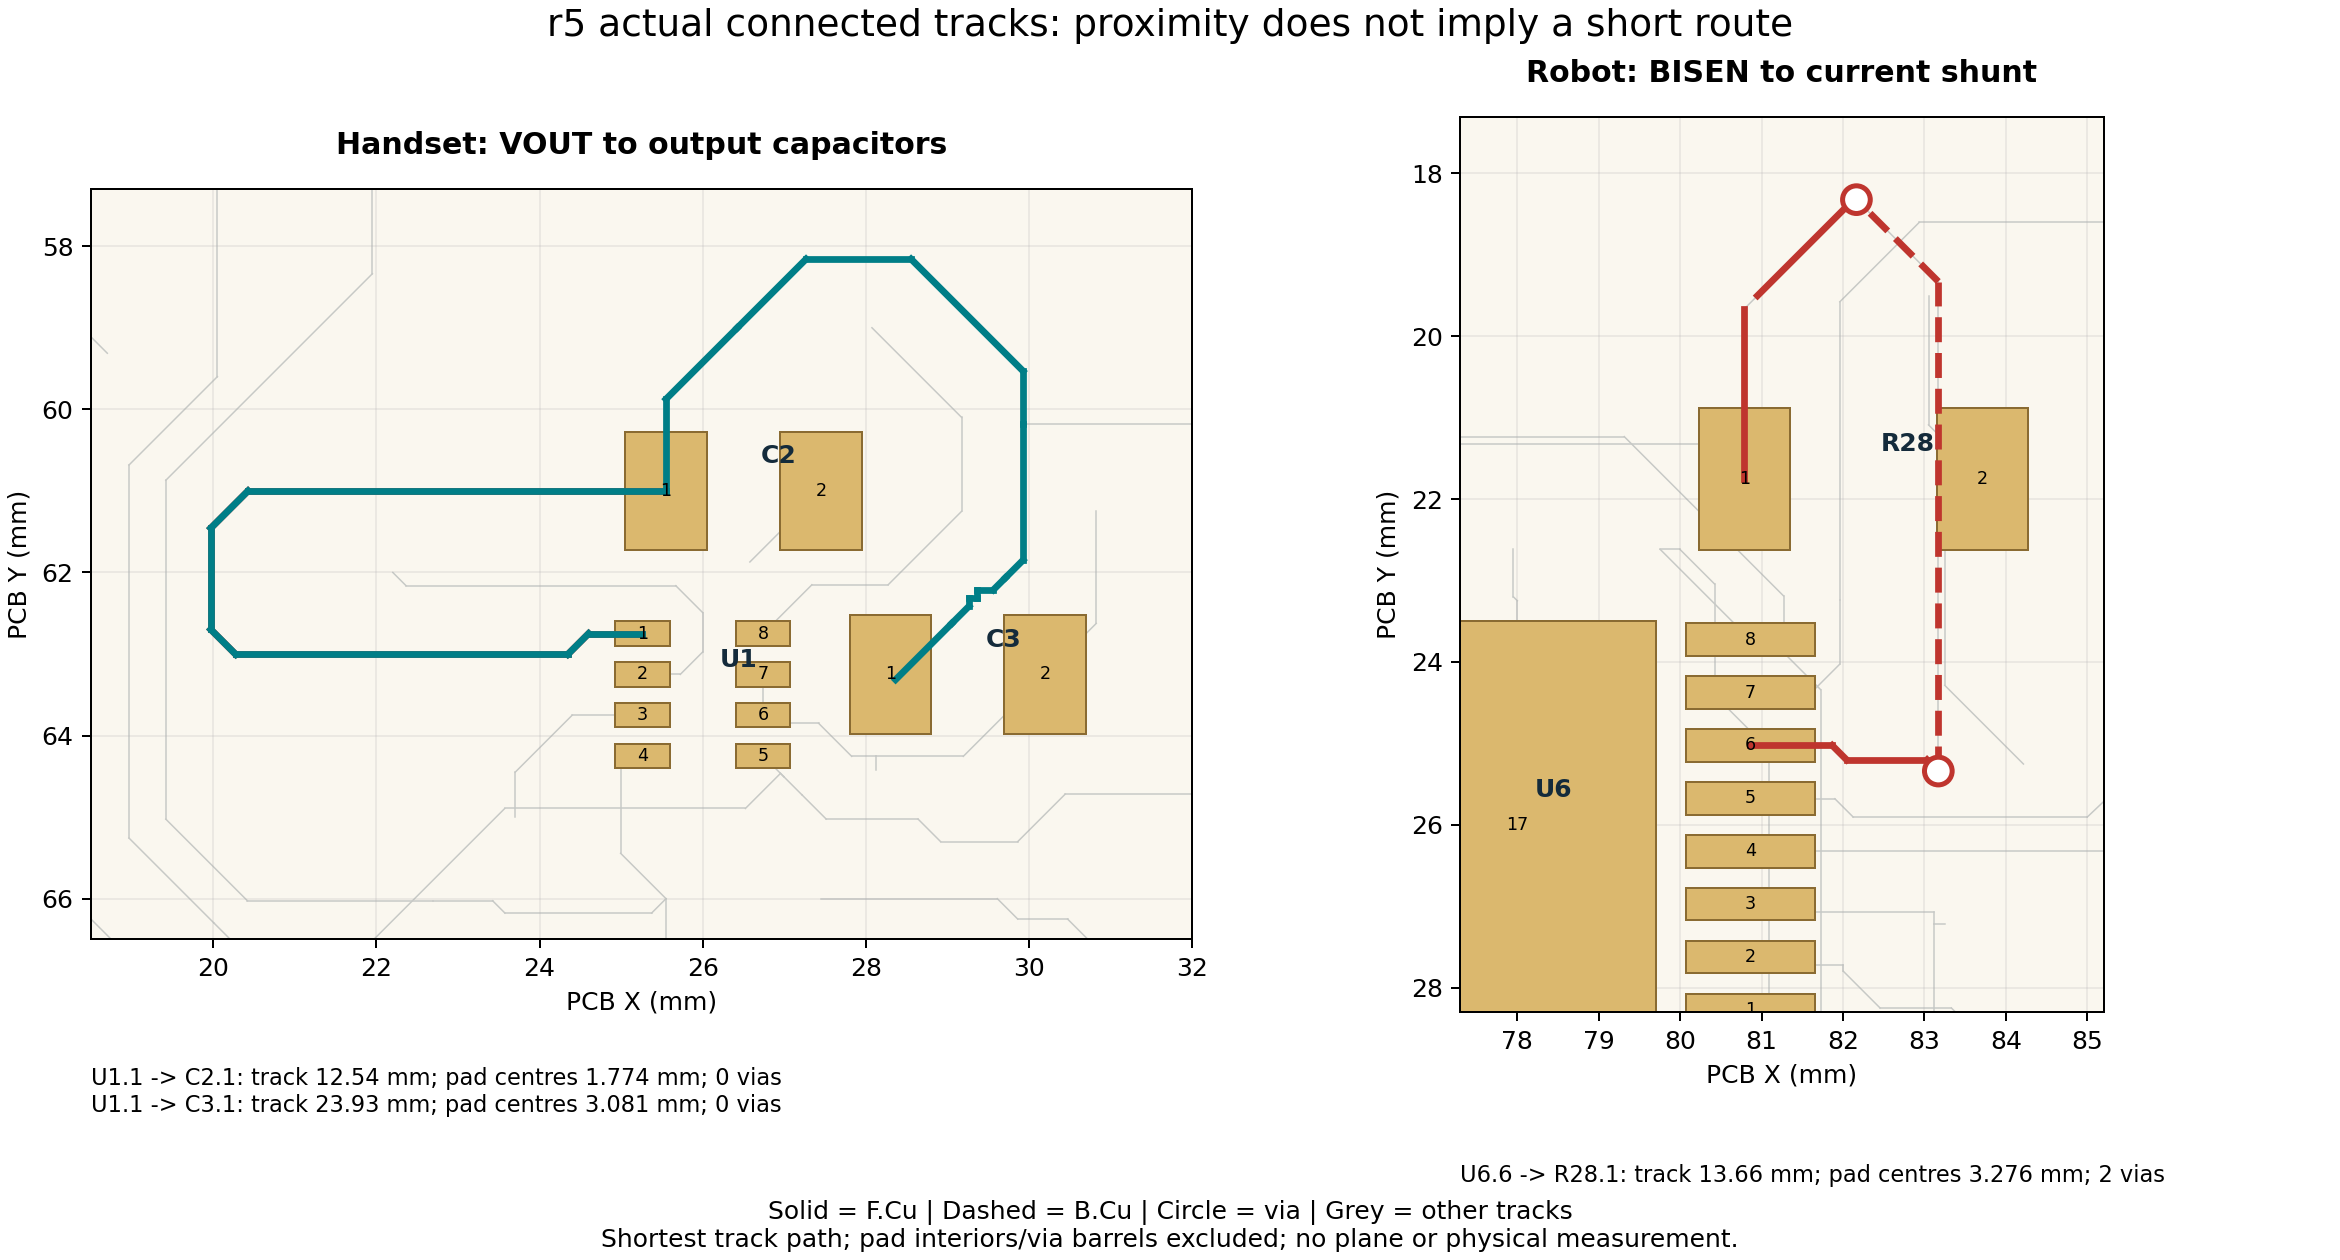 r5 actual connected tracks: proximity does not imply a short route
Handset: VOUT to output capacitors
58
60
62
64
66
PCB Y (mm)
C2
1
2
1
8
U1
C3
2
7
1
2
3
6
4
5
20
22
24
26
28
30
32
PCB X (mm)
U1.1 -> C2.1: track 12.54 mm; pad centres 1.774 mm; 0 vias
U1.1 -> C3.1: track 23.93 mm; pad centres 3.081 mm; 0 vias
Robot: BISEN to current shunt
18
20
22
24
26
28
PCB Y (mm)
R28
1
2
8
7
6
U6
5
17
4
3
2
1
78
79
80
81
82
83
84
85
PCB X (mm)
U6.6 -> R28.1: track 13.66 mm; pad centres 3.276 mm; 2 vias
Solid = F.Cu | Dashed = B.Cu | Circle = via | Grey = other tracks
Shortest track path; pad interiors/via barrels excluded; no plane or physical measurement.